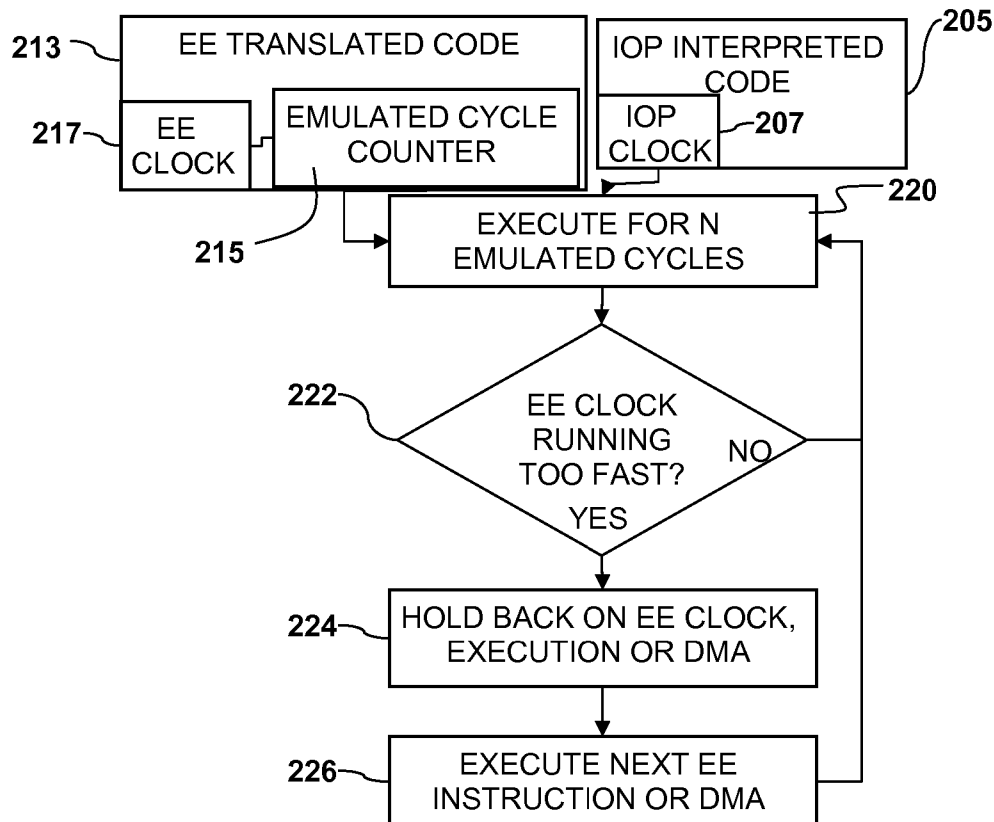 213
EE TRANSLATED CODE
217
EE
CLOCK
EMULATED CYCLE
COUNTER
215
IOP INTERPRETED
CODE
205
IOP
CLOCK
207
EXECUTE FOR N
EMULATED CYCLES
220
222
EE CLOCK
RUNNING
TOO FAST?
NO
YES
224
HOLD BACK ON EE CLOCK,
EXECUTION OR DMA
226
EXECUTE NEXT EE
INSTRUCTION OR DMA